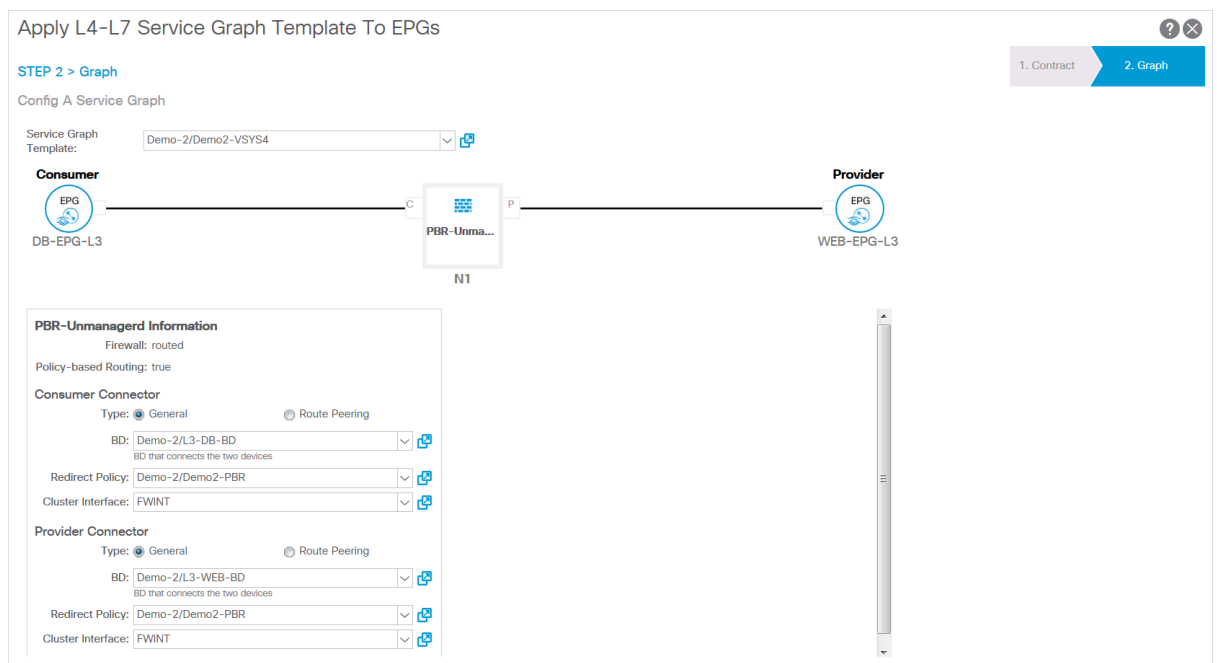 Apply L4-L7 Service Graph Template To EPGs
?
STEP 2 > Graph
1. Contract
2. Graph
Config A Service Graph
Service Graph
Template:
Demo-2/Demo2-VSYS4
Consumer
Provider
EPG
C
P
EPG
PBR-Unma...
DB-EPG-L3
WEB-EPG-L3
N1
PBR-Unmanagerd Information
Firewall: routed
Policy-based Routing: true
Consumer Connector
Type: General Route Peering
BD: Demo-2/L3-DB-BD
BD that connects the two devices
Redirect Policy: Demo-2/Demo2-PBR
Cluster Interface: FWINT
Provider Connector
Type: General Route Peering
BD: Demo-2/L3-WEB-BD
BD that connects the two devices
Redirect Policy: Demo-2/Demo2-PBR
Cluster Interface: FWINT